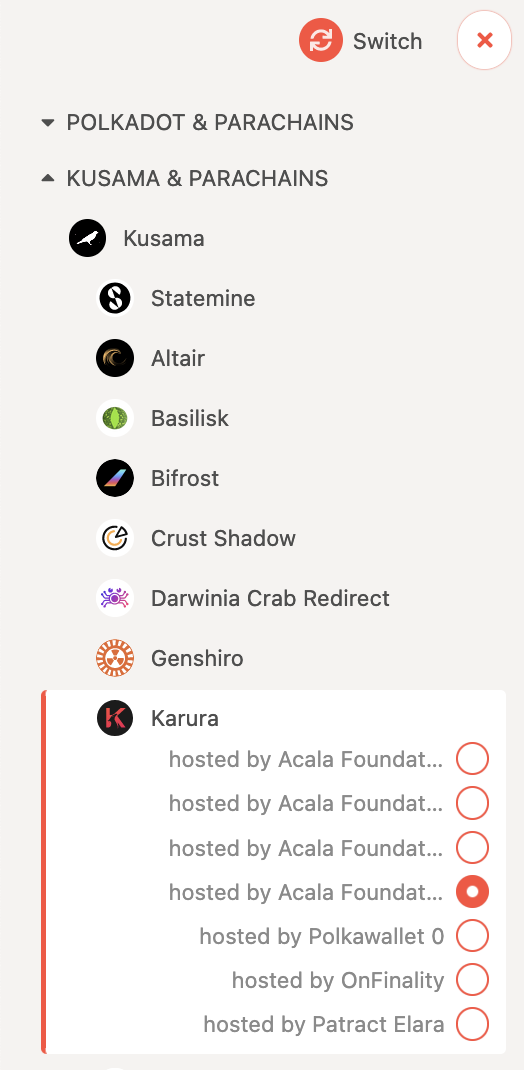 Switch
POLKADOT & PARACHAINS
KUSAMA & PARACHAINS
Kusama
Statemine
Altair
Basilisk
Bifrost
Crust Shadow
Darwinia Crab Redirect
Genshiro
Karura
hosted by Acala Foundat...
hosted by Acala Foundat...
hosted by Acala Foundat...
hosted by Acala Foundat...
hosted by Polkawallet 0
hosted by OnFinality
hosted by Patract Elara